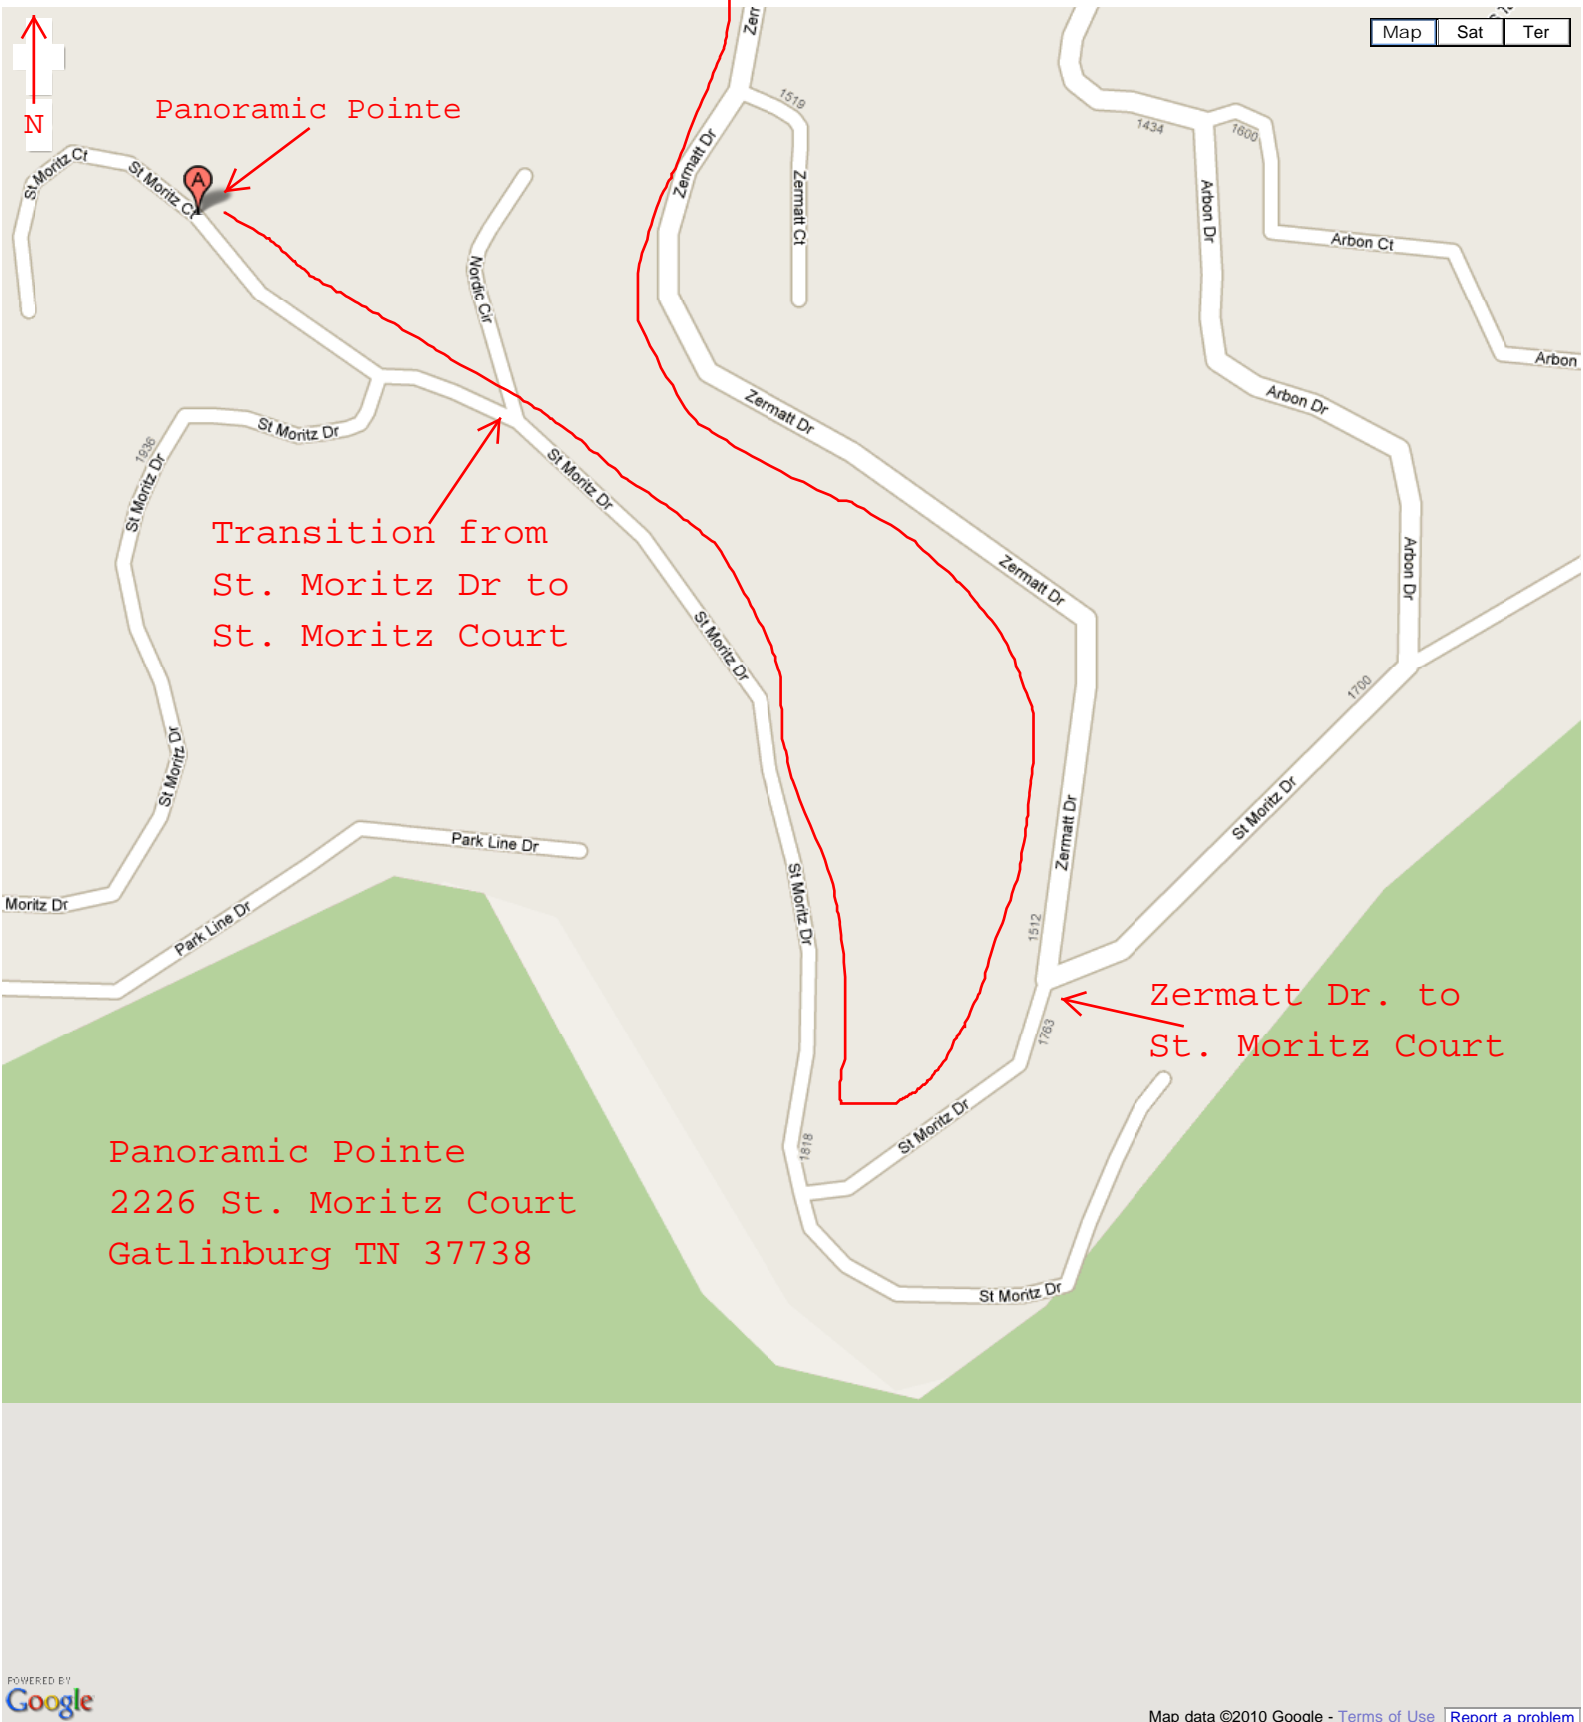 Zerr
Map Sat Ter
N
Panoramic Pointe
1519
1434
1600
St Moritz Ct
St Moritz Ct
A
Zermatt Dr
Zermatt Ct
Arbon Dr
Arbon Ct
Nordic Cir
Arbon
Zermatt Dr
Arbon Dr
St Moritz Dr
1936
St Moritz Dr
St Moritz Dr
Transition from
St. Moritz Dr to
St. Moritz Court
Zermatt Dr
Arbon Dr
St Moritz Dr
1700
St Moritz Dr
St Moritz Dr
Zermatt Dr
Park Line Dr
St Moritz Dr
Moritz Dr
Park Line Dr
1512
Zermatt Dr. to
St. Moritz Court
1763
St Moritz Dr
1818
Panoramic Pointe
2226 St. Moritz Court
Gatlinburg TN 37738
St Moritz Dr
POWERED BY
Google
Map data ©2010 Google - Terms of Use Report a problem